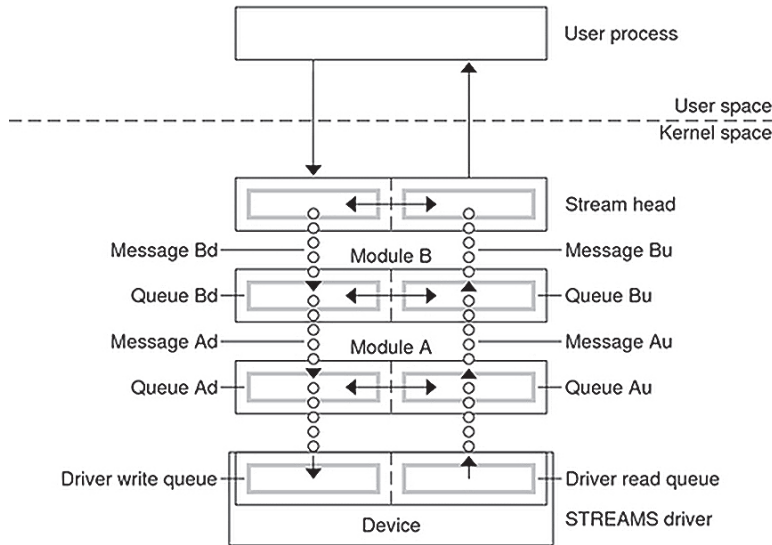 User process
User space
Kernel space
Stream head
Message Bd
Module B
Message Bu
Queue Bd
Queue Bu
Message Ad
Module A
Message Au
Queue Ad
Queue Au
Driver write queue
Driver read queue
Device
STREAMS driver